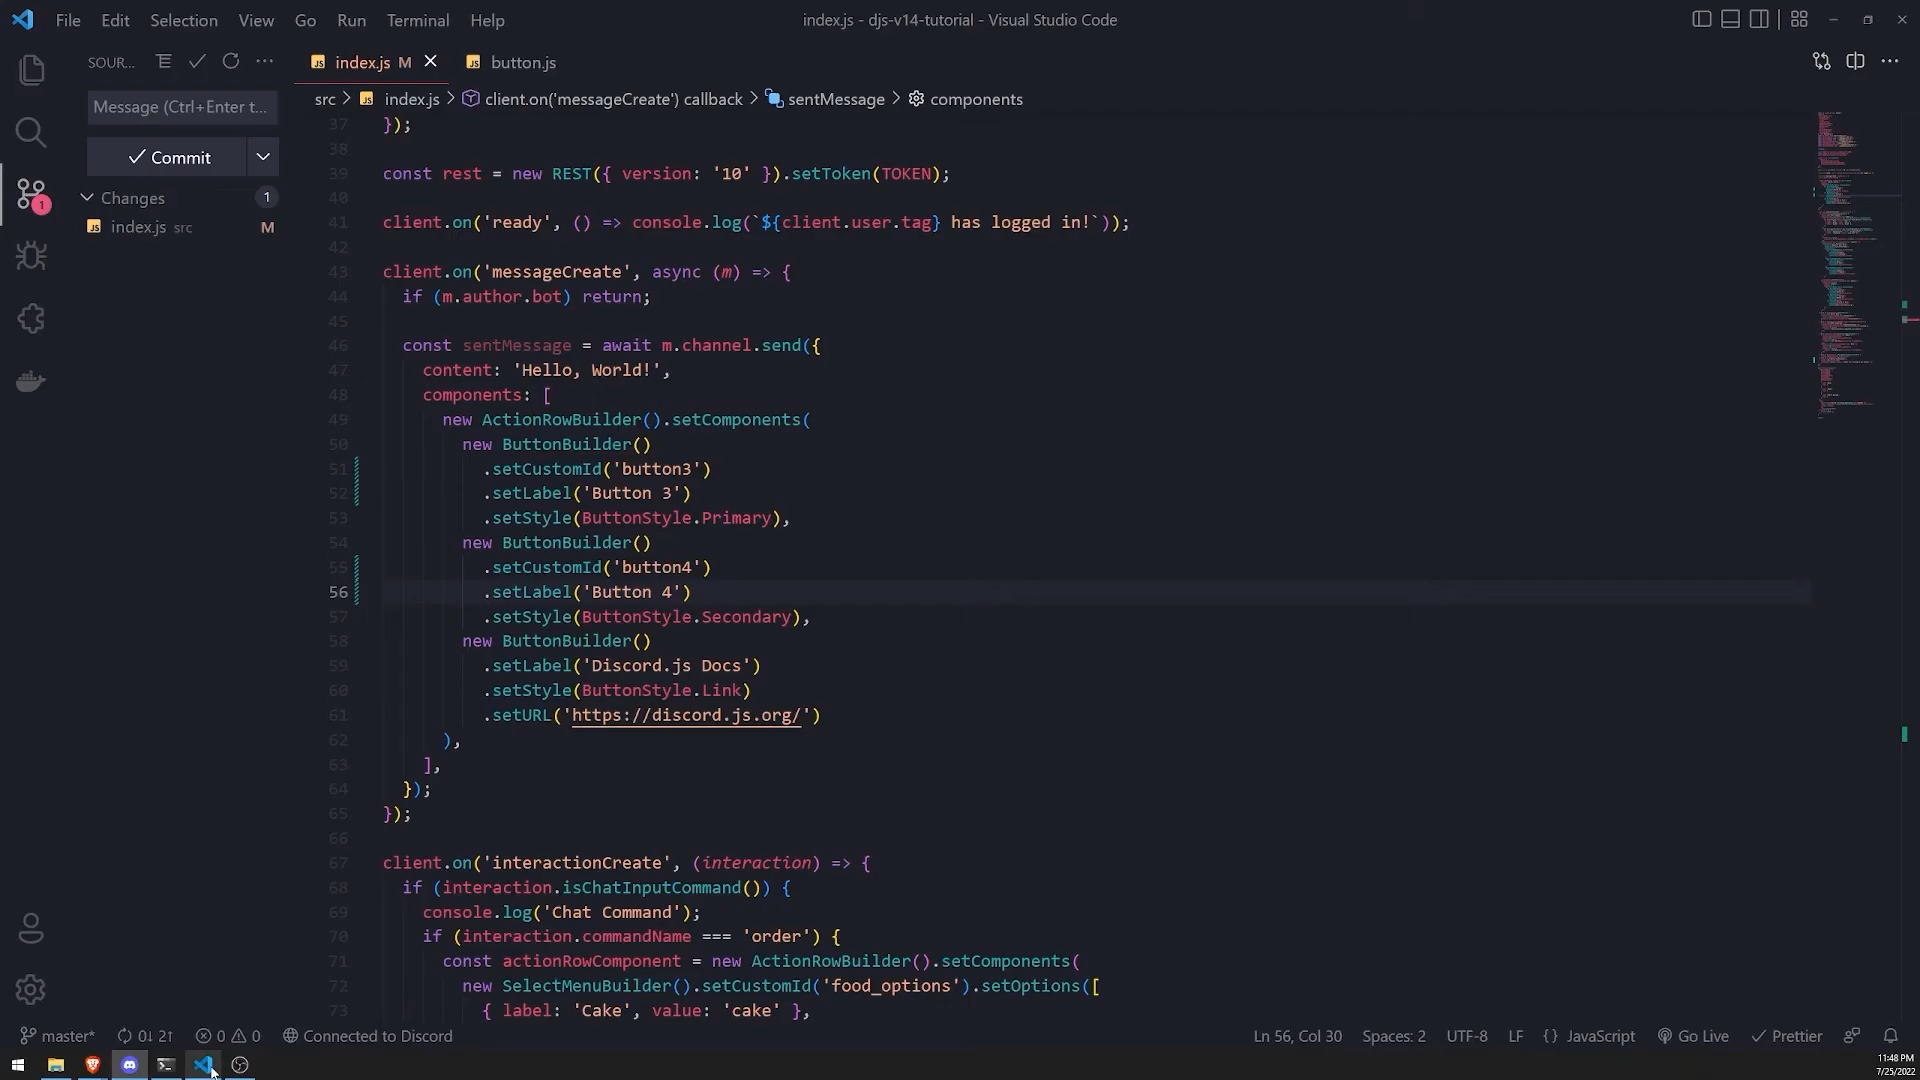 File Edit Selection View Go Run Terminal Help
index.js - djs-v14-tutorial - Visual Studio Code
SOUR...
index.js M
button.js
Message (Ctrl+Enter t...
Commit
Changes 1
index.js src M
1
src > index.js > client.on('messageCreate') callback > sentMessage > components
37 });
38
39 const rest = new REST({ version: '10' }).setToken(TOKEN);
40
41 client.on('ready', () => console.log(`${client.user.tag} has logged in!`));
42
43 client.on('messageCreate', async (m) => {
44 if (m.author.bot) return;
45
46 const sentMessage = await m.channel.send({
47 content: 'Hello, World!',
48 components: [
49 new ActionRowBuilder().setComponents(
50 new ButtonBuilder()
51 .setCustomId('button3')
52 .setLabel('Button 3')
53 .setStyle(ButtonStyle.Primary),
54 new ButtonBuilder()
55 .setCustomId('button4')
56 .setLabel('Button 4')
57 .setStyle(ButtonStyle.Secondary),
58 new ButtonBuilder()
59 .setLabel('Discord.js Docs')
60 .setStyle(ButtonStyle.Link)
61 .setURL('https://discord.js.org/')
62 ),
63 ],
64 });
65 });
66
67 client.on('interactionCreate', (interaction) => {
68 if (interaction.isChatInputCommand()) {
69 console.log('Chat Command');
70 if (interaction.commandName === 'order') {
71 const actionRowComponent = new ActionRowBuilder().setComponents(
72 new SelectMenuBuilder().setCustomId('food_options').setOptions([
73 { label: 'Cake', value: 'cake' },
master* 0↓ 2↑ 0 0 Connected to Discord
Ln 56, Col 30 Spaces: 2 UTF-8 LF {} JavaScript Go Live Prettier
11:48 PM
7/25/2022